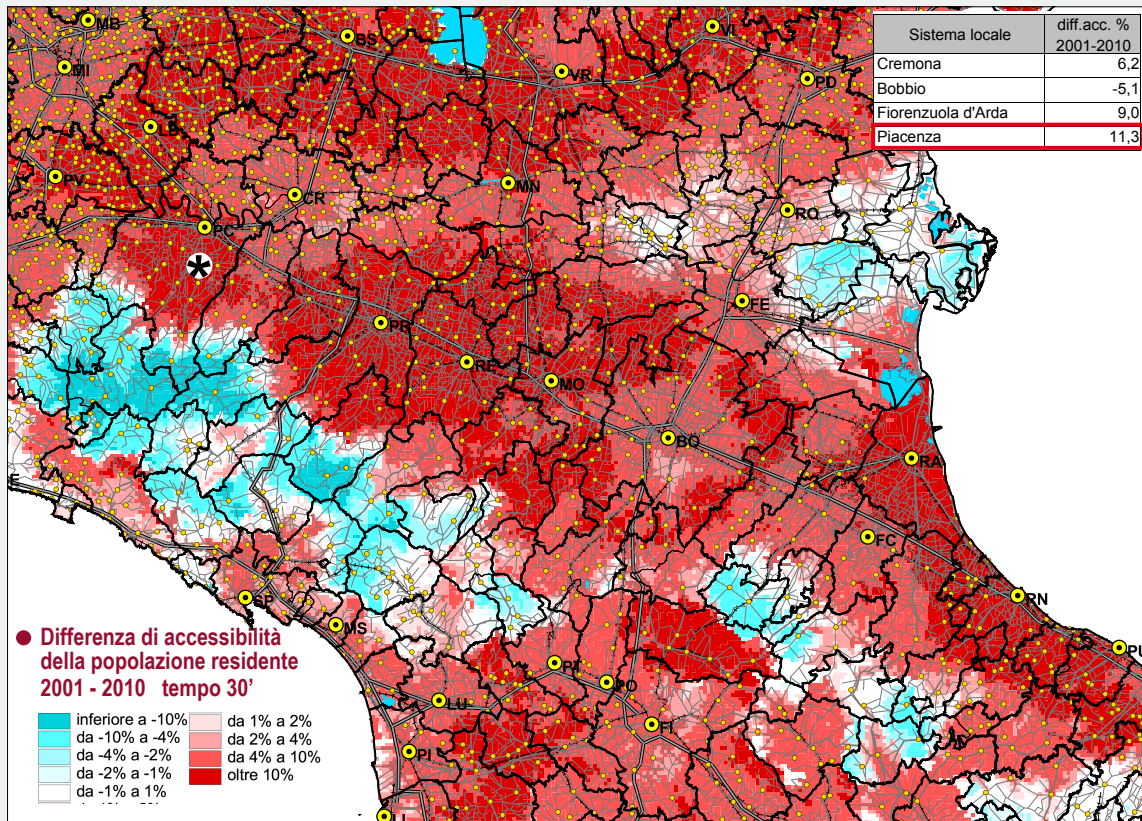 MB
BS
VI
MI
VR
PD
Sistema locale diff.acc. % 2001-2010
Cremona 6,2
Bobbio -5,1
Fiorenzuola d'Arda 9,0
Piacenza 11,3
PV
CR
MN
RO
PC
*
FE
PR
RE
MO
BO
RA
FC
RN
SP
MS
PU
PT
PO
LU
FI
PI
LI
Differenza di accessibilità
della popolazione residente
2001 - 2010 tempo 30’
inferiore a -10%
da -10% a -4%
da -4% a -2%
da -2% a -1%
da -1% a 1%
da 1% a 2%
da 2% a 4%
da 4% a 10%
oltre 10%